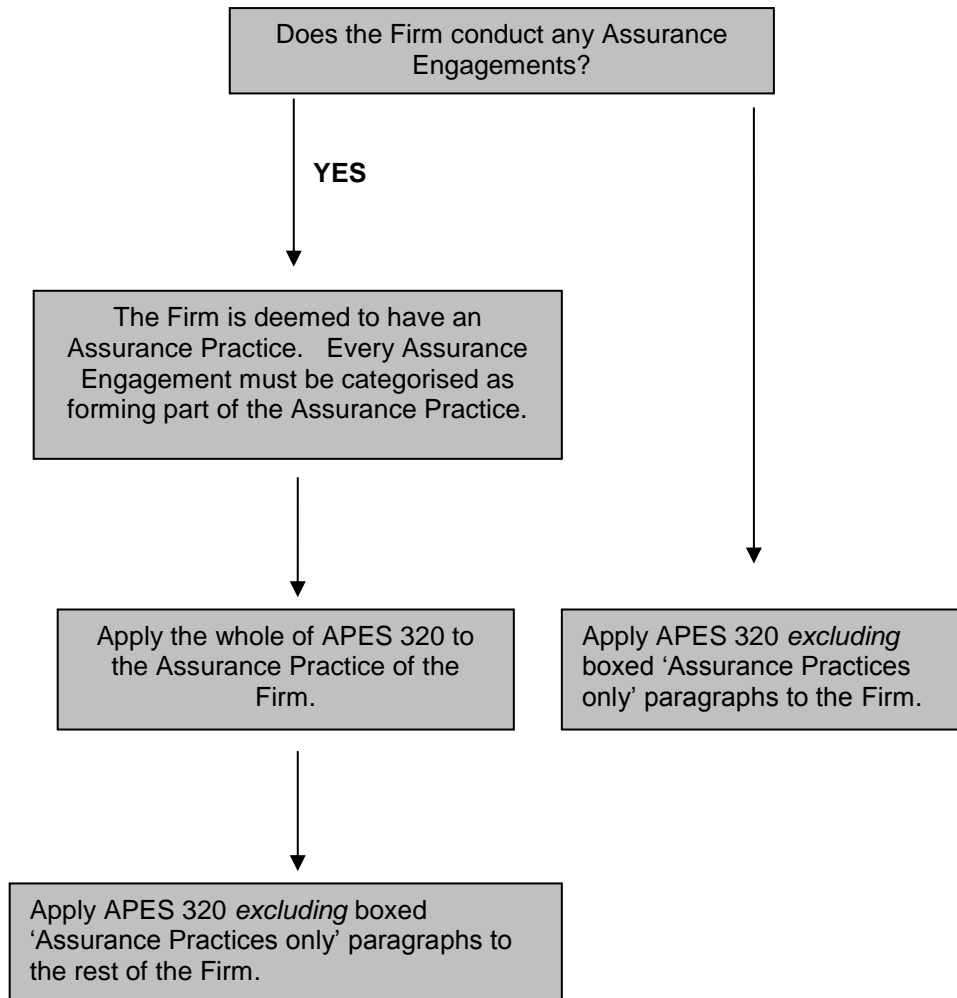 Does the Firm conduct any Assurance
Engagements?
YES
The Firm is deemed to have an
Assurance Practice. Every Assurance
Engagement must be categorised as
forming part of the Assurance Practice.
Apply the whole of APES 320 to
the Assurance Practice of the
Firm.
Apply APES 320 excluding
boxed ‘Assurance Practices
only’ paragraphs to the Firm.
Apply APES 320 excluding boxed
‘Assurance Practices only’ paragraphs to
the rest of the Firm.